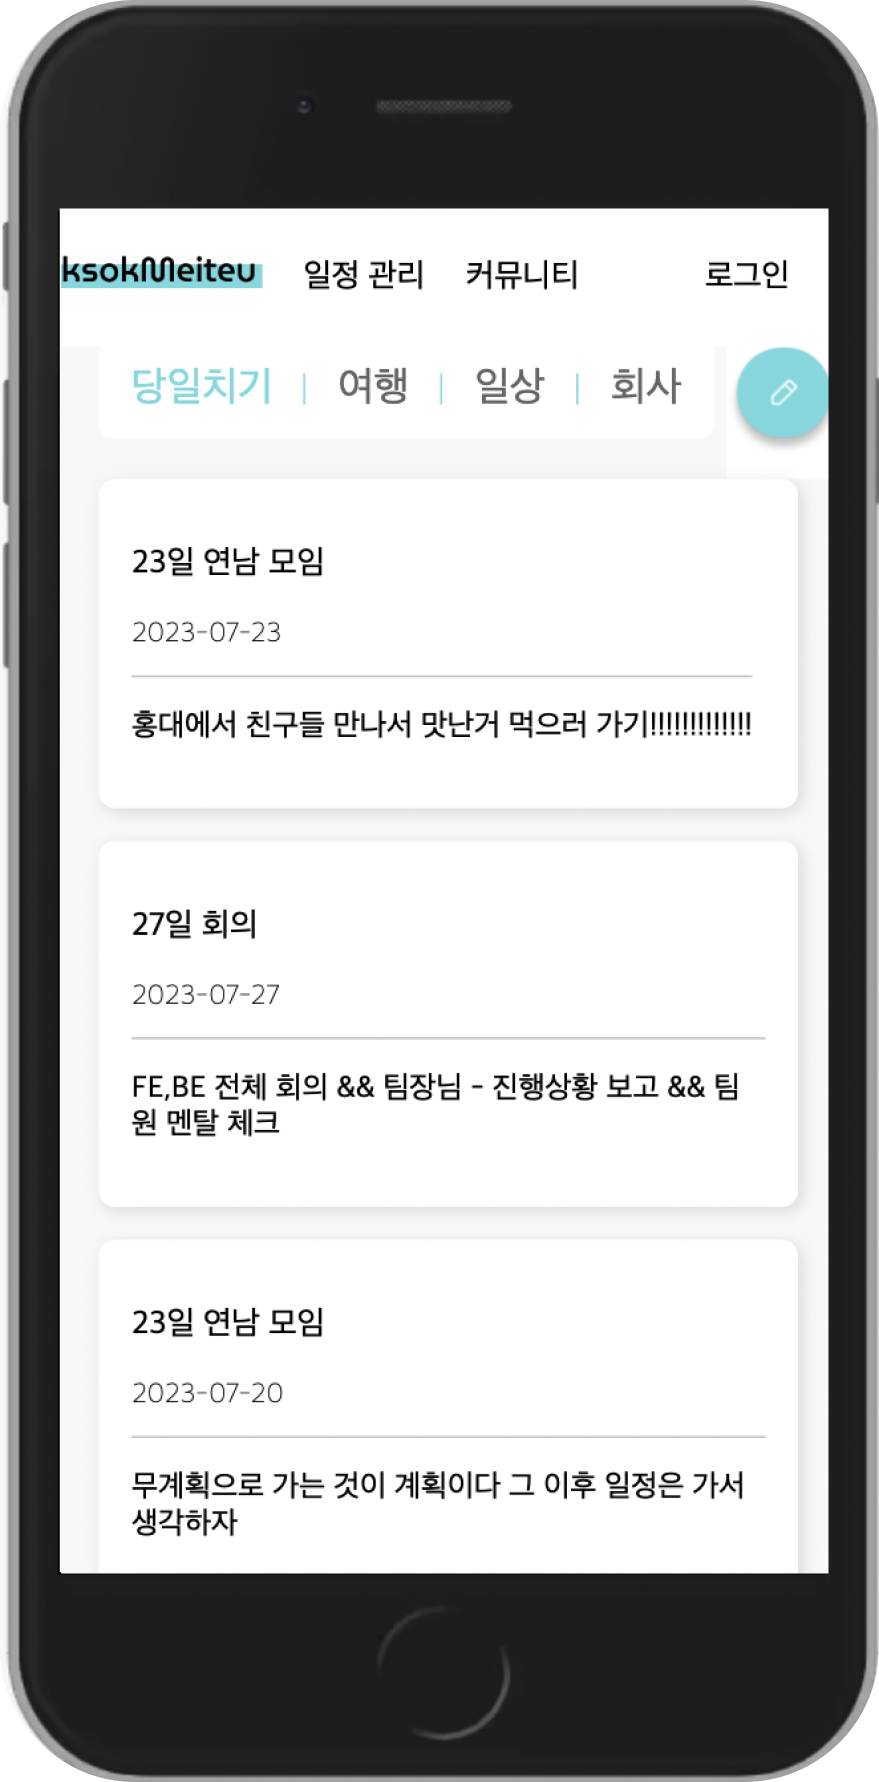 ksokMeiteu 일정 관리 커뮤니티 로그인
당일치기 | 여행 | 일상 | 회사
23일 연남 모임
2023-07-23
홍대에서 친구들 만나서 맛난거 먹으러 가기!!!!!!!!!!!!!
27일 회의
2023-07-27
FE,BE 전체 회의 && 팀장님 - 진행상황 보고 && 팀
원 멘탈 체크
23일 연남 모임
2023-07-20
무계획으로 가는 것이 계획이다 그 이후 일정은 가서
생각하자